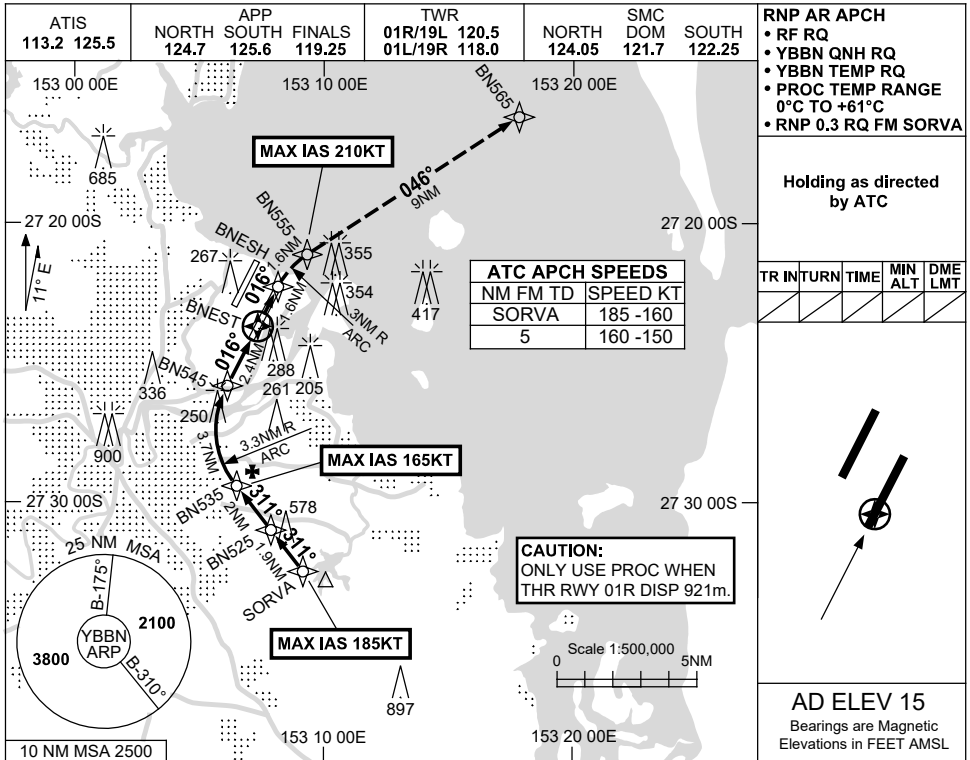 ATIS
113.2 125.5
APP
NORTH SOUTH FINALS
124.7 125.6 119.25
TWR
01R/19L 120.5
01L/19R 118.0
SMC
NORTH DOM SOUTH
124.05 121.7 122.25
RNP AR APCH
• RF RQ
• YBBN QNH RQ
• YBBN TEMP RQ
• PROC TEMP RANGE
0°C TO +61°C
• RNP 0.3 RQ FM SORVA
Holding as directed
by ATC
TR IN TURN TIME MIN ALT DME LMT
AD ELEV 15
Bearings are Magnetic
Elevations in FEET AMSL
153 00 00E
153 10 00E
153 20 00E
BN565
MAX IAS 210KT
685
046°
9NM
27 20 00S
27 20 00S
11° E
BN555
BNESH
1.6NM
355
267
016°
354
1.6NM
3NM R
ARC
417
BNEST
ATC APCH SPEEDS
NM FM TD SPEED KT
SORVA 185 -160
5 160 -150
016°
2.4NM
288
BN545
336
261
205
250
900
3.7NM
3.3NM R
ARC
MAX IAS 165KT
27 30 00S
27 30 00S
BN535
311°
2NM
578
311°
BN525
1.9NM
SORVA
CAUTION:
ONLY USE PROC WHEN
THR RWY 01R DISP 921m.
25 NM MSA
B-175°
2100
YBBN
ARP
3800
B-310°
MAX IAS 185KT
Scale 1:500,000
0 5NM
897
10 NM MSA 2500
153 10 00E
153 20 00E